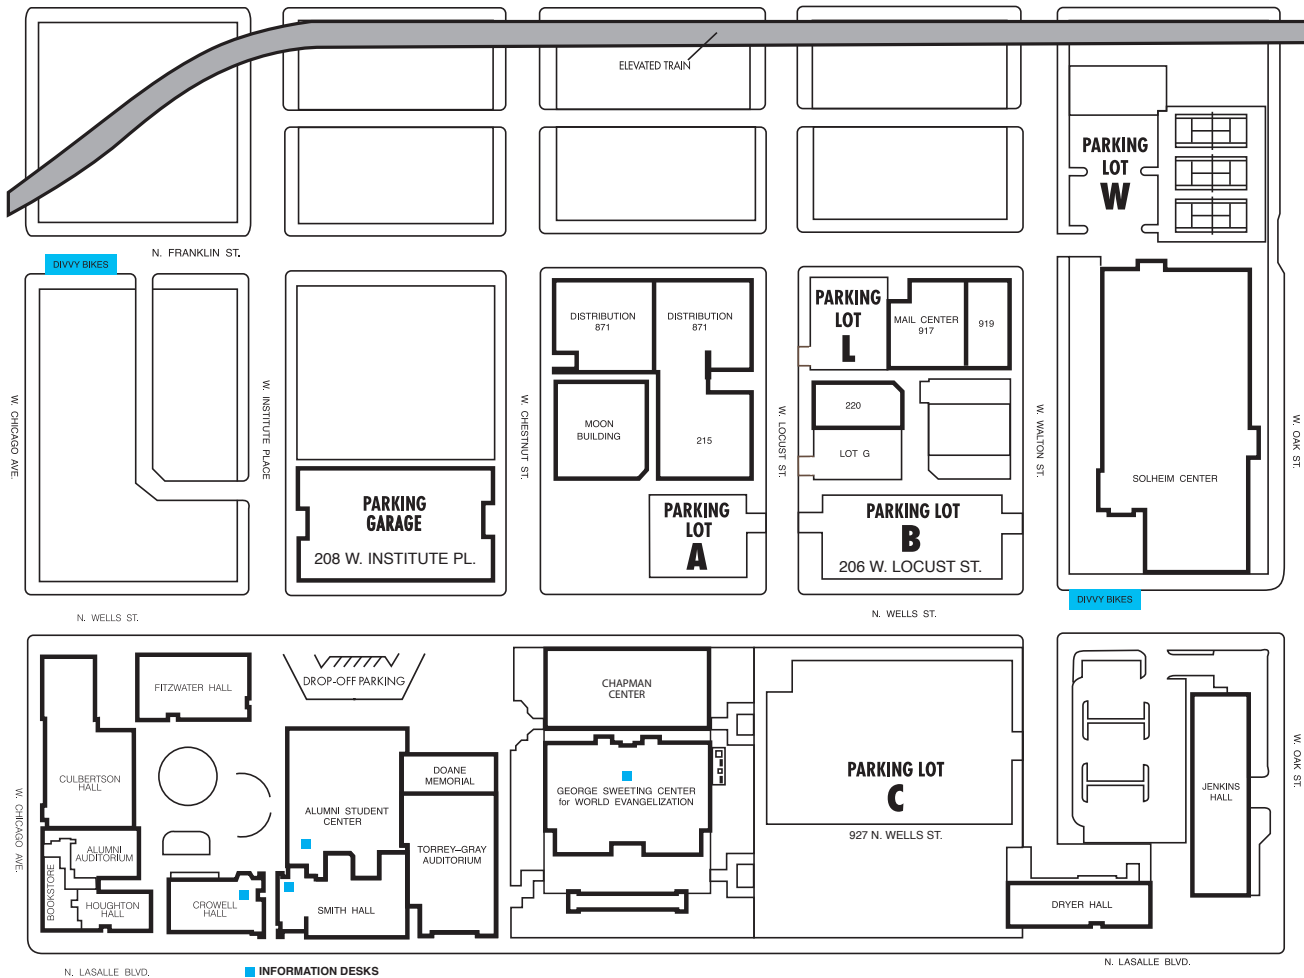 ELEVATED TRAIN
PARKING
LOT
W
N. FRANKLIN ST.
DIVVY BIKES
DISTRIBUTION
871
DISTRIBUTION
871
PARKING
LOT
L
MAIL CENTER
917
919
W. CHICAGO AVE.
W. INSTITUTE PLACE
W. CHESTNUT ST.
W. LOCUST ST.
W. WALTON ST.
W. OAK ST.
MOON
BUILDING
215
220
LOT G
SOLHEIM CENTER
PARKING
GARAGE
208 W. INSTITUTE PL.
PARKING
LOT
A
PARKING LOT
B
206 W. LOCUST ST.
DIVVY BIKES
N. WELLS ST.
N. WELLS ST.
FITZWATER HALL
DROP-OFF PARKING
CHAPMAN
CENTER
CULBERTSON
HALL
DOANE
MEMORIAL
ALUMNI STUDENT
CENTER
GEORGE SWEETING CENTER
for WORLD EVANGELIZATION
PARKING LOT
C
927 N. WELLS ST.
JENKINS
HALL
W. OAK ST.
W. CHICAGO AVE.
ALUMNI
AUDITORIUM
TORREY–GRAY
AUDITORIUM
BOOKSTORE
HOUGHTON
HALL
CROWELL
HALL
SMITH HALL
DRYER HALL
N. LASALLE BLVD.
INFORMATION DESKS
N. LASALLE BLVD.